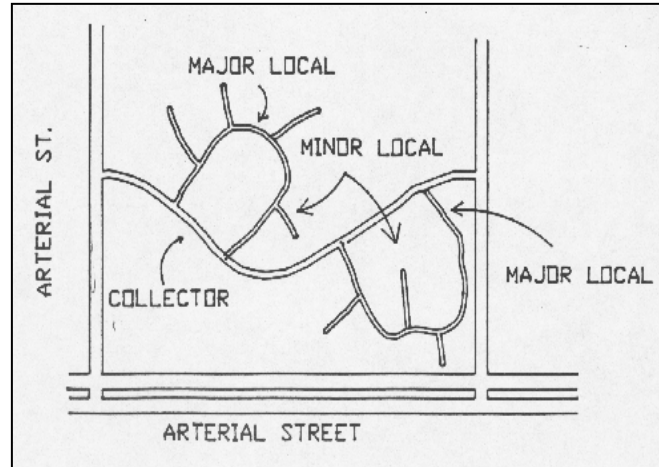 MAJOR LOCAL
MINOR LOCAL
ARTERIAL ST.
COLLECTOR
MAJOR LOCAL
ARTERIAL STREET